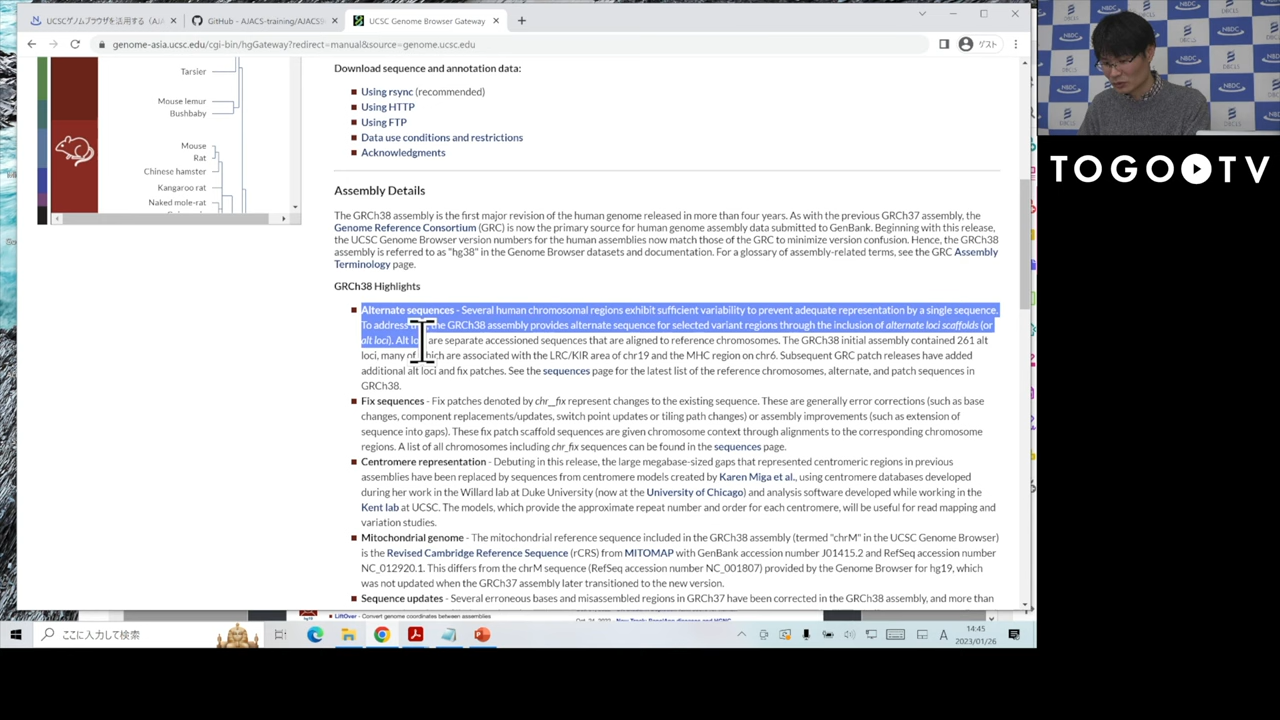 UCSCゲノムブラウザを活用する（AJA
GitHub - AJACS-training/AJACS9
UCSC Genome Browser Gateway
genome-asia.ucsc.edu/cgi-bin/hgGateway?redirect=manual&source=genome.ucsc.edu
ゲスト
Tarsier
Mouse lemur
Bushbaby
Mouse
Rat
Chinese hamster
Kangaroo rat
Naked mole-rat
Download sequence and annotation data:
Using rsync (recommended)
Using HTTP
Using FTP
Data use conditions and restrictions
Acknowledgments
Assembly Details
The GRCh38 assembly is the first major revision of the human genome released in more than four years. As with the previous GRCh37 assembly, the
Genome Reference Consortium (GRC) is now the primary source for human genome assembly data submitted to GenBank. Beginning with this release,
the UCSC Genome Browser version numbers for the human assemblies now match those of the GRC to minimize version confusion. Hence, the GRCh38
assembly is referred to as "hg38" in the Genome Browser datasets and documentation. For a glossary of assembly-related terms, see the GRC Assembly
Terminology page.
GRCh38 Highlights
Alternate sequences - Several human chromosomal regions exhibit sufficient variability to prevent adequate representation by a single sequence.
To address the GRCh38 assembly provides alternate sequence for selected variant regions through the inclusion of alternate loci scaffolds (or
alt loci). Alt are separate accessioned sequences that are aligned to reference chromosomes. The GRCh38 initial assembly contained 261 alt
loci, many of which are associated with the LRC/KIR area of chr19 and the MHC region on chr6. Subsequent GRC patch releases have added
additional alt loci and fix patches. See the sequences page for the latest list of the reference chromosomes, alternate, and patch sequences in
GRCh38.
Fix sequences - Fix patches denoted by chr__fix represent changes to the existing sequence. These are generally error corrections (such as base
changes, component replacements/updates, switch point updates or tiling path changes) or assembly improvements (such as extension of
sequence into gaps). These fix patch scaffold sequences are given chromosome context through alignments to the corresponding chromosome
regions. A list of all chromosomes including chr_fix sequences can be found in the sequences page.
Centromere representation - Debuting in this release, the large megabase-sized gaps that represented centromeric regions in previous
assemblies have been replaced by sequences from centromere models created by Karen Miga et al., using centromere databases developed
during her work in the Willard lab at Duke University (now at the University of Chicago) and analysis software developed while working in the
Kent lab at UCSC. The models, which provide the approximate repeat number and order for each centromere, will be useful for read mapping and
variation studies.
Mitochondrial genome - The mitochondrial reference sequence included in the GRCh38 assembly (termed "chrM" in the UCSC Genome Browser)
is the Revised Cambridge Reference Sequence (rCRS) from MITOMAP with GenBank accession number J01415.2 and RefSeq accession number
NC_012920.1. This differs from the chrM sequence (RefSeq accession number NC_001807) provided by the Genome Browser for hg19, which
was not updated when the GRCh37 assembly later transitioned to the new version.
Sequence updates - Several erroneous bases and misassembled regions in GRCh37 have been corrected in the GRCh38 assembly, and more than
LiftOver - Convert genome coordinates between assemblies
ここに入力して検索
A
14:45
2023/01/26
NBDC
DBCLS
TOGO TV